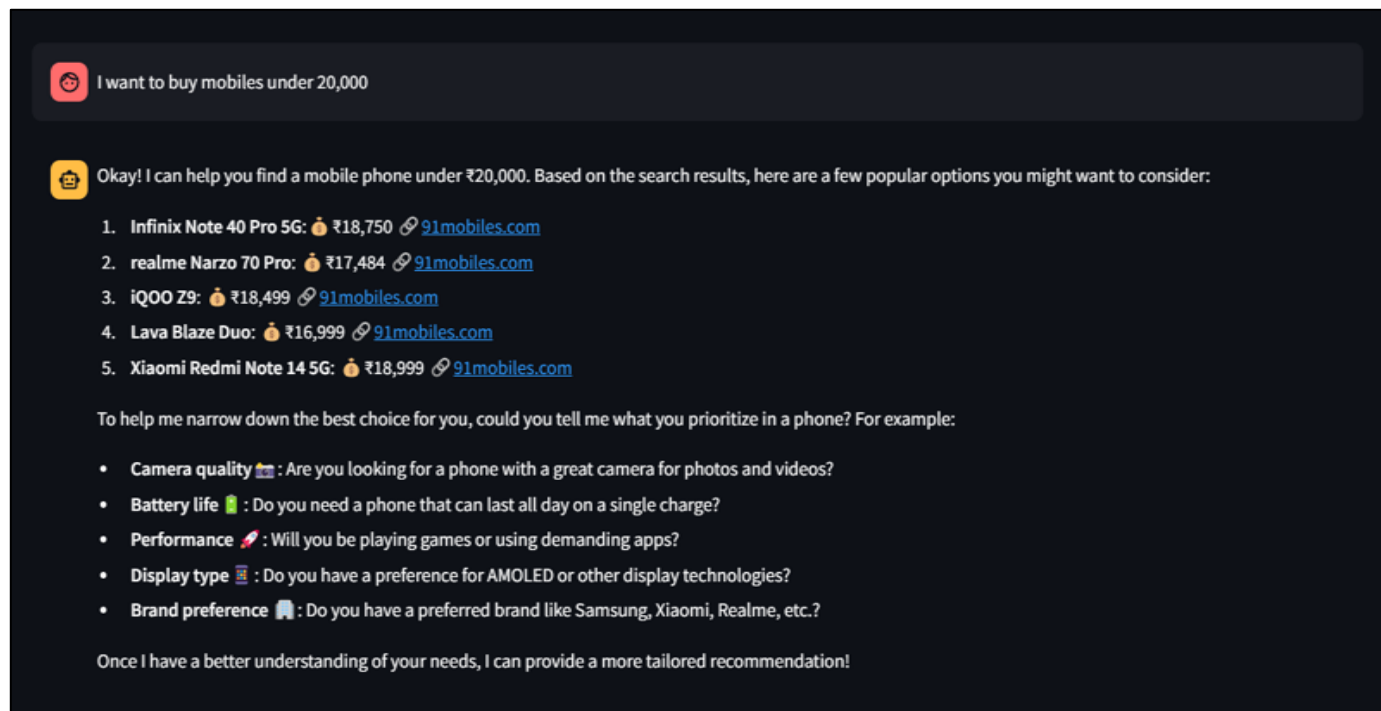 I want to buy mobiles under 20,000
Okay! I can help you find a mobile phone under ₹20,000. Based on the search results, here are a few popular options you might want to consider:
1. Infinix Note 40 Pro 5G: 💰 ₹18,750 🔗 91mobiles.com
2. realme Narzo 70 Pro: 💰 ₹17,484 🔗 91mobiles.com
3. iQOO Z9: 💰 ₹18,499 🔗 91mobiles.com
4. Lava Blaze Duo: 💰 ₹16,999 🔗 91mobiles.com
5. Xiaomi Redmi Note 14 5G: 💰 ₹18,999 🔗 91mobiles.com
To help me narrow down the best choice for you, could you tell me what you prioritize in a phone? For example:
• Camera quality 📸 : Are you looking for a phone with a great camera for photos and videos?
• Battery life 🔋 : Do you need a phone that can last all day on a single charge?
• Performance 🚀 : Will you be playing games or using demanding apps?
• Display type 📱 : Do you have a preference for AMOLED or other display technologies?
• Brand preference 🏢 : Do you have a preferred brand like Samsung, Xiaomi, Realme, etc.?
Once I have a better understanding of your needs, I can provide a more tailored recommendation!